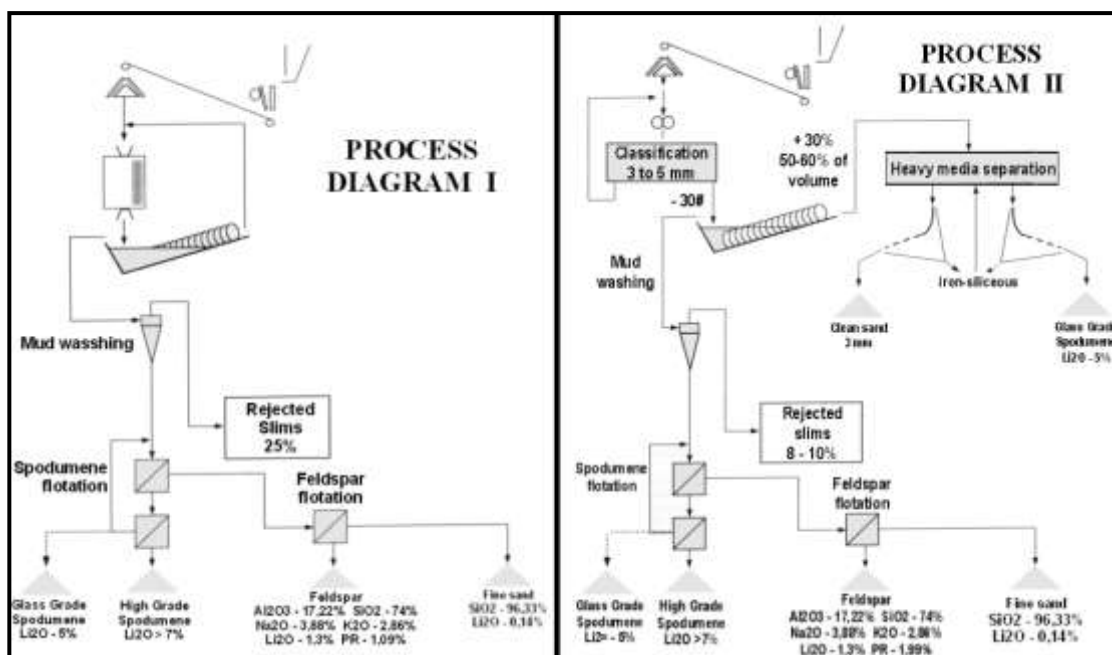 PROCESS
DIAGRAM I
Mud wasshing
Rejected
Slims
25%
Spodumene
flotation
Feldspar
flotation
Glass Grade
Spodumene
Li2O - 5%
High Grade
Spodumene
Li2O > 7%
Feldspar
Al2O3 - 17,22% SiO2 - 74%
Na2O - 3,88% K2O - 2,86%
Li2O - 1.3% PR - 1,09%
Fine sand
SiO2 - 96,33%
Li2O - 0,14%
PROCESS
DIAGRAM II
Classification
3 to 5 mm
- 30#
+ 30%
50-60% of
volume
Heavy media separation
Iron-siliceous
Clean sand
3 mm
Glass Grade
Spodumene
Li2O - 5%
Mud
washing
Rejected
slims
8 - 10%
Spodumene
flotation
Feldspar
flotation
Glass Grade
Spodumene
High Grade
Spodumene
Li2O >7%
Feldspar
Al2O3 - 17,22% SiO2 - 74%
Na2O - 3,88% K2O - 2,86%
Li2O - 1.3% PR - 1,99%
Fine sand
SiO2 - 96,33%
Li2O - 0,14%